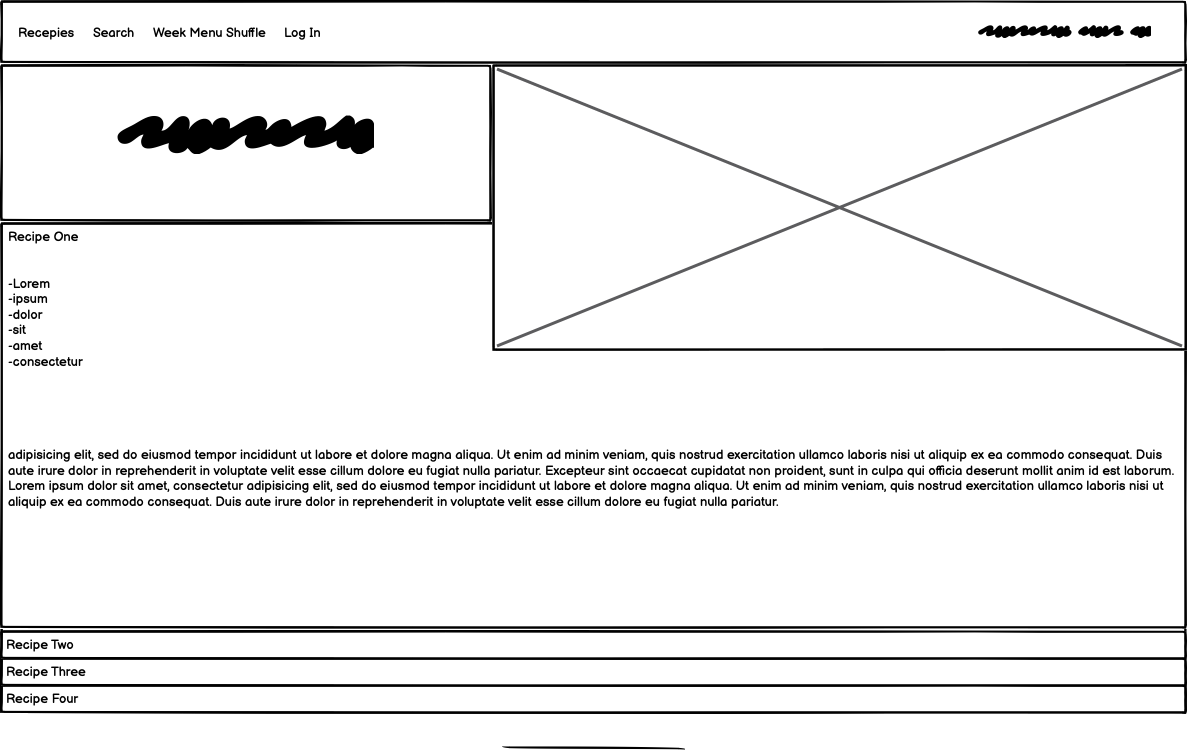 Recepies Search Week Menu Shuffle Log In
Recipe One
-Lorem
-ipsum
-dolor
-sit
-amet
-consectetur
adipisicing elit, sed do eiusmod tempor incididunt ut labore et dolore magna aliqua. Ut enim ad minim veniam, quis nostrud exercitation ullamco laboris nisi ut aliquip ex ea commodo consequat. Duis
aute irure dolor in reprehenderit in voluptate velit esse cillum dolore eu fugiat nulla pariatur. Excepteur sint occaecat cupidatat non proident, sunt in culpa qui officia deserunt mollit anim id est laborum.
Lorem ipsum dolor sit amet, consectetur adipisicing elit, sed do eiusmod tempor incididunt ut labore et dolore magna aliqua. Ut enim ad minim veniam, quis nostrud exercitation ullamco laboris nisi ut
aliquip ex ea commodo consequat. Duis aute irure dolor in reprehenderit in voluptate velit esse cillum dolore eu fugiat nulla pariatur.
Recipe Two
Recipe Three
Recipe Four